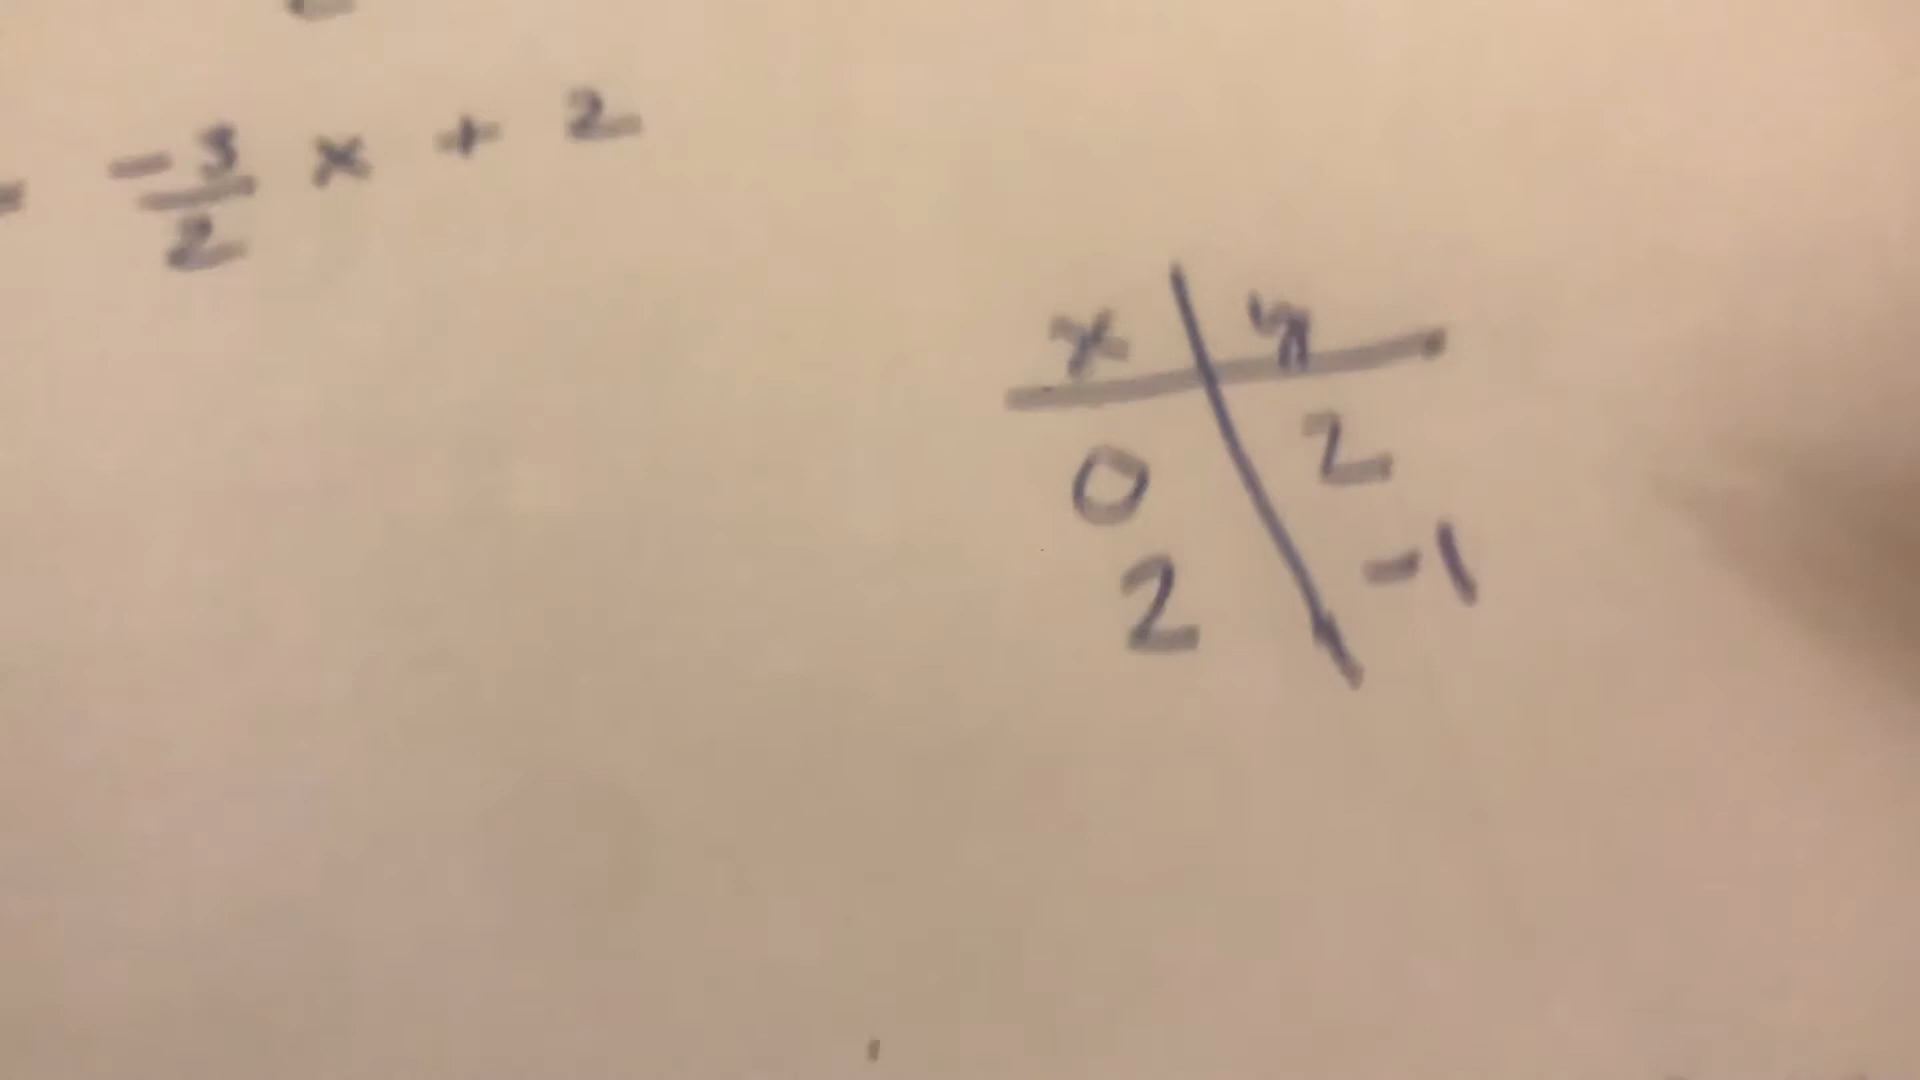 = -3/2 x + 2
x y
0 2
2 -1